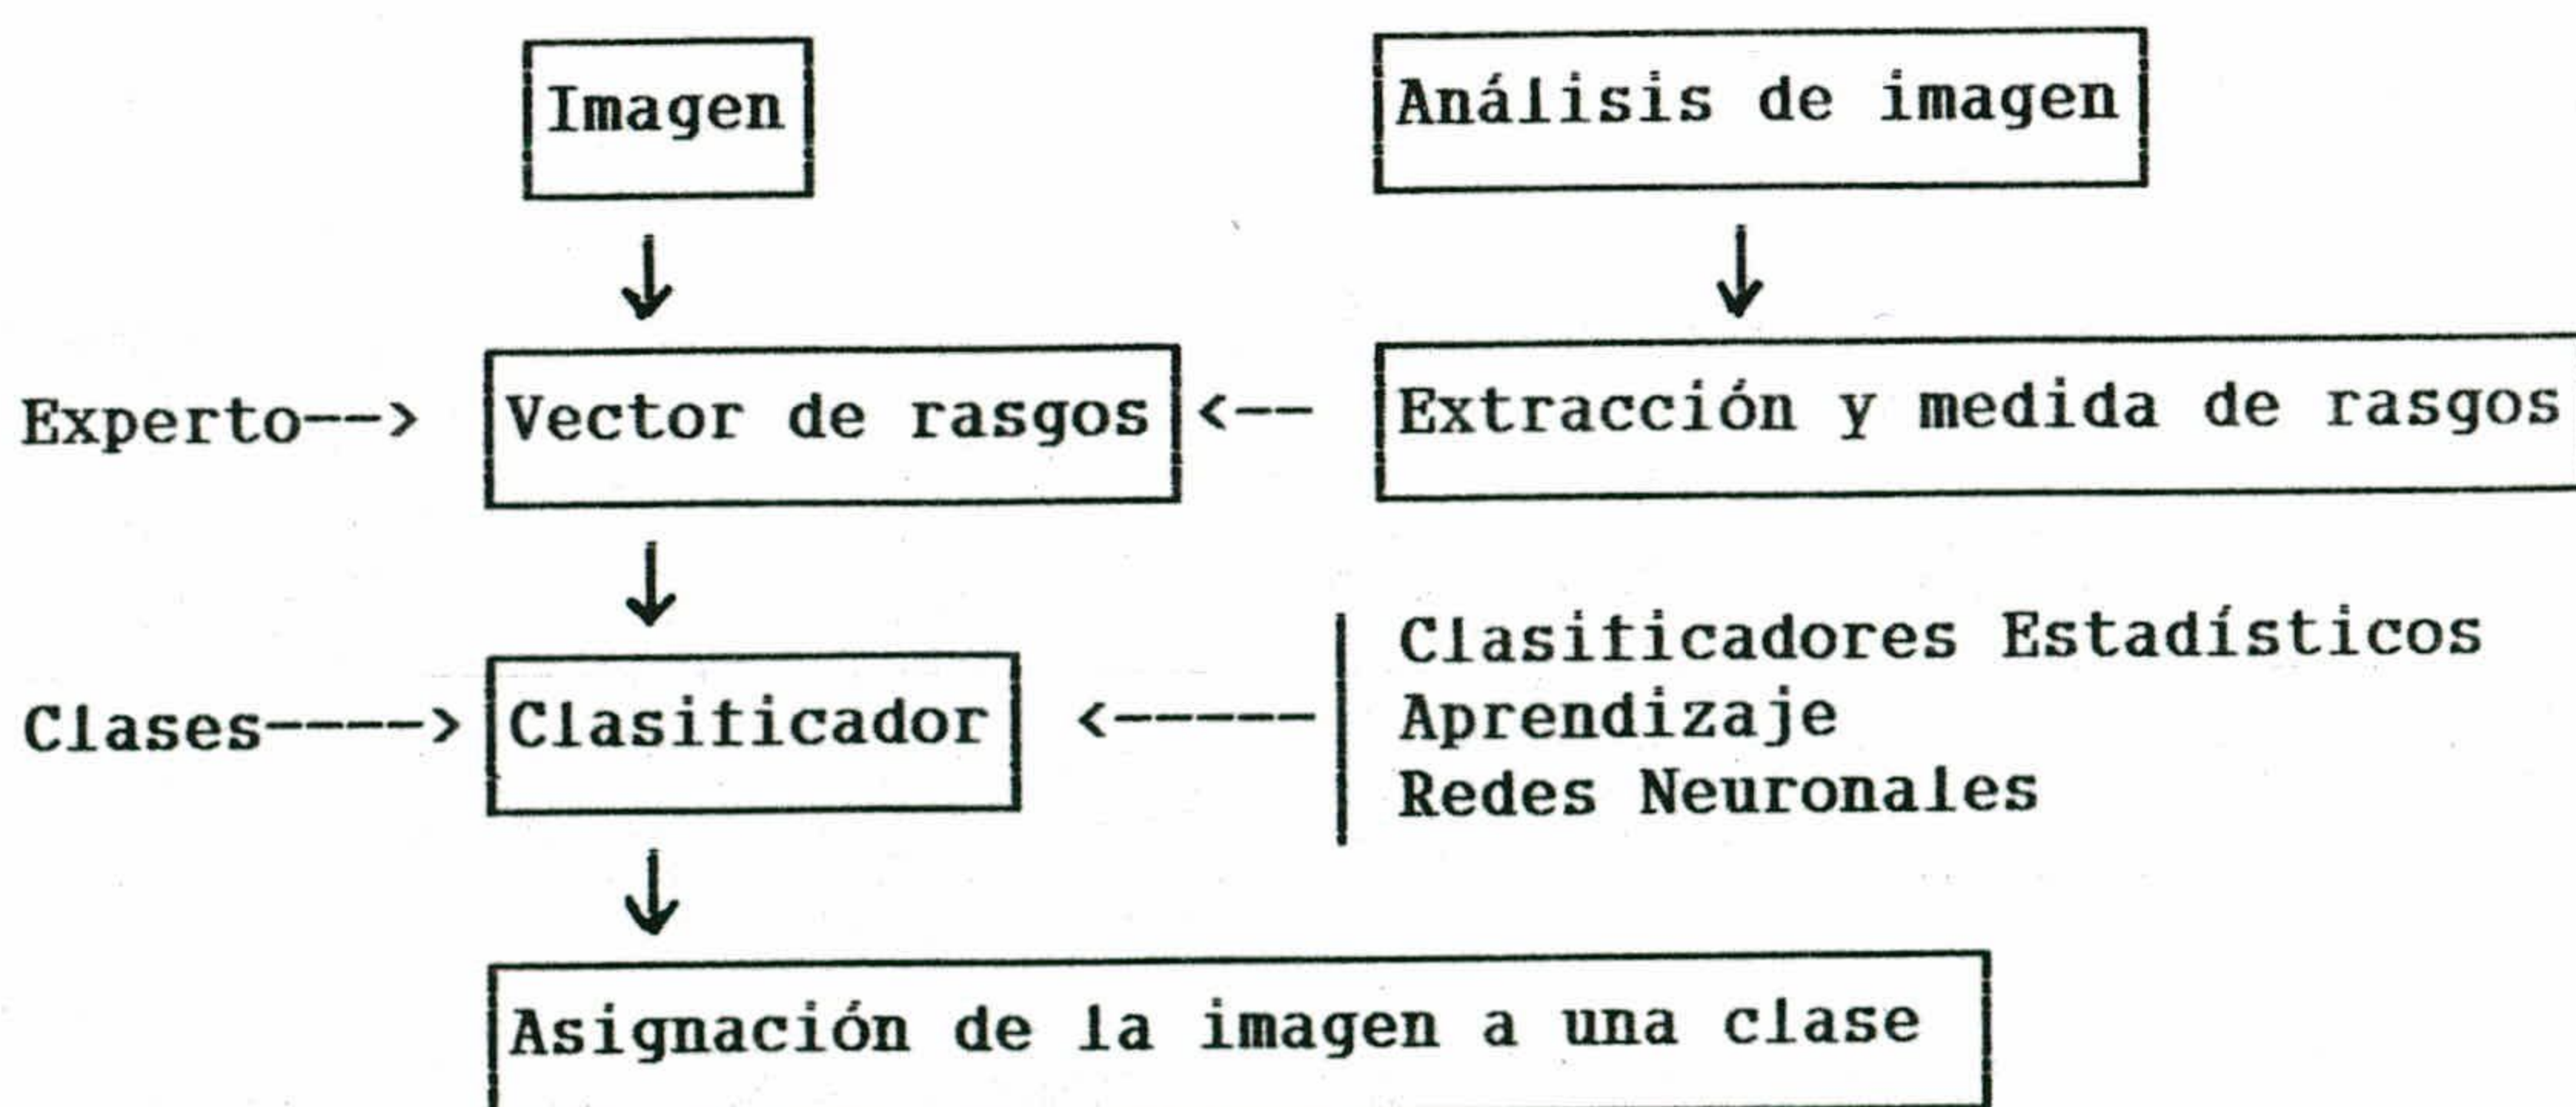 Imagen
Análisis de imagen
Experto--> Vector de rasgos <-- Extracción y medida de rasgos
Clasificadores Estadísticos
Clases----> Clasificador <----- Aprendizaje
Redes Neuronales
Asignación de la imagen a una clase